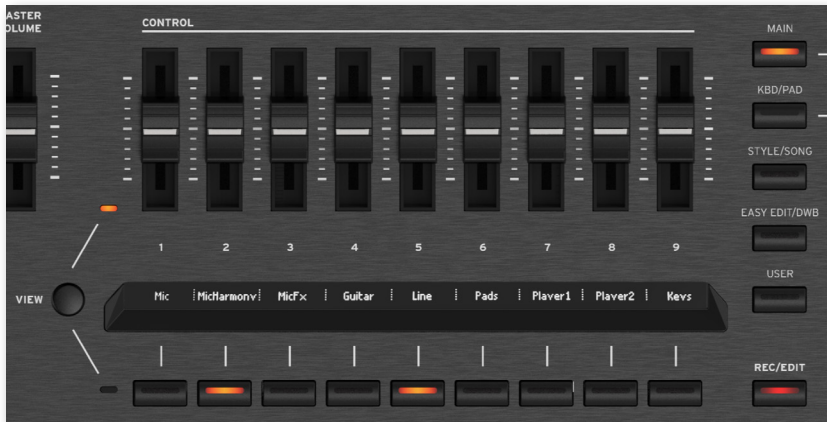 ASTER
OLUME
CONTROL
1 2 3 4 5 6 7 8 9
VIEW
Mic MicHarmony MicFx Guitar Line Pads Player1 Player2 Keys
MAIN
KBD/PAD
STYLE/SONG
EASY EDIT/DWB
USER
REC/EDIT